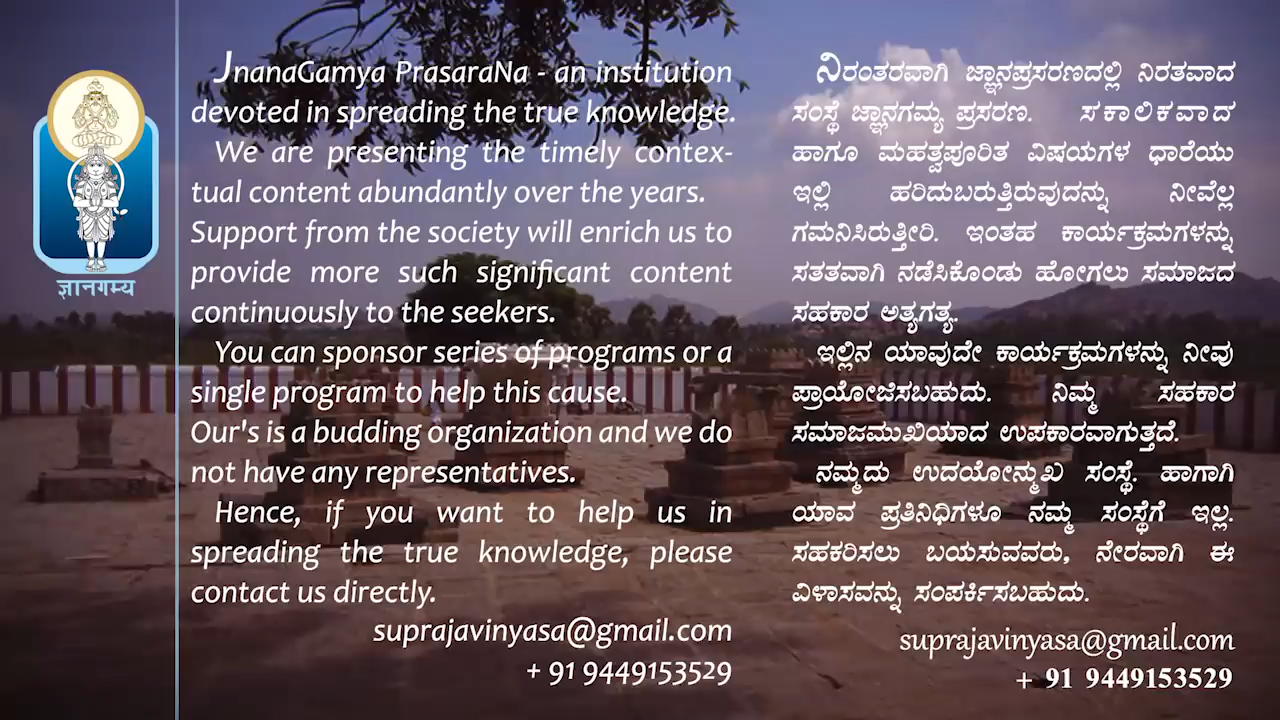 ज्ञानगम्य
JnanaGamya PrasaraNa - an institution
devoted in spreading the true knowledge.
We are presenting the timely contex-
tual content abundantly over the years.
Support from the society will enrich us to
provide more such significant content
continuously to the seekers.
You can sponsor series of programs or a
single program to help this cause.
Our's is a budding organization and we do
not have any representatives.
Hence, if you want to help us in
spreading the true knowledge, please
contact us directly.
suprajavinyasa@gmail.com
+ 91 9449153529
ನಿರಂತರವಾಗಿ ಜ್ಞಾನಪ್ರಸರಣದಲ್ಲಿ ನಿರತವಾದ
ಸಂಸ್ಥೆ ಜ್ಞಾನಗಮ್ಯ ಪ್ರಸರಣ. ಸಕಾಲಿಕವಾದ
ಹಾಗೂ ಮಹತ್ವಪೂರಿತ ವಿಷಯಗಳ ಧಾರೆಯು
ಇಲ್ಲಿ ಹರಿದುಬರುತ್ತಿರುವುದನ್ನು ನೀವೆಲ್ಲ
ಗಮನಿಸಿರುತ್ತೀರಿ. ಇಂತಹ ಕಾರ್ಯಕ್ರಮಗಳನ್ನು
ಸತತವಾಗಿ ನಡೆಸಿಕೊಂಡು ಹೋಗಲು ಸಮಾಜದ
ಸಹಕಾರ ಅತ್ಯಗತ್ಯ.
ಇಲ್ಲಿನ ಯಾವುದೇ ಕಾರ್ಯಕ್ರಮಗಳನ್ನು ನೀವು
ಪ್ರಾಯೋಜಿಸಬಹುದು. ನಿಮ್ಮ ಸಹಕಾರ
ಸಮಾಜಮುಖಿಯಾದ ಉಪಕಾರವಾಗುತ್ತದೆ.
ನಮ್ಮದು ಉದಯೋನ್ಮುಖ ಸಂಸ್ಥೆ. ಹಾಗಾಗಿ
ಯಾವ ಪ್ರತಿನಿಧಿಗಳೂ ನಮ್ಮ ಸಂಸ್ಥೆಗೆ ಇಲ್ಲ.
ಸಹಕರಿಸಲು ಬಯಸುವವರು, ನೇರವಾಗಿ ಈ
ವಿಳಾಸವನ್ನು ಸಂಪರ್ಕಿಸಬಹುದು.
suprajavinyasa@gmail.com
+ 91 9449153529